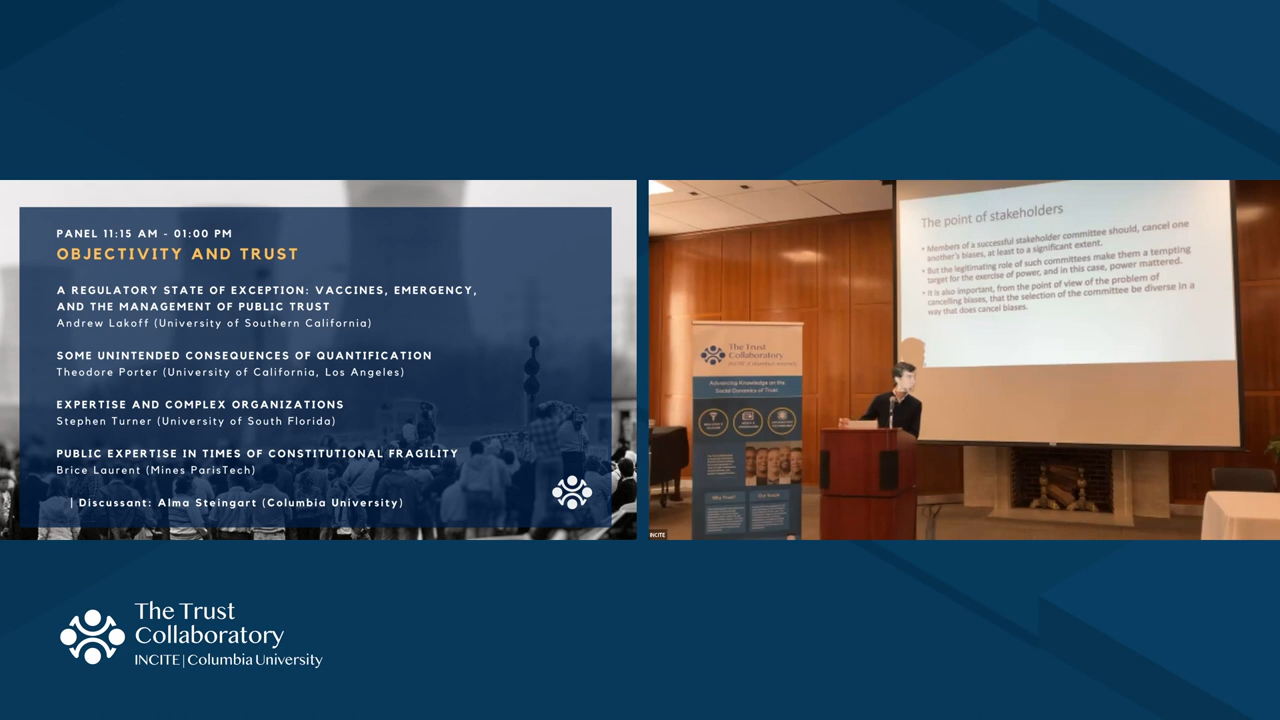 PANEL 11:15 AM - 01:00 PM
OBJECTIVITY AND TRUST
A REGULATORY STATE OF EXCEPTION: VACCINES, EMERGENCY,
AND THE MANAGEMENT OF PUBLIC TRUST
Andrew Lakoff (University of Southern California)
SOME UNINTENDED CONSEQUENCES OF QUANTIFICATION
Theodore Porter (University of California, Los Angeles)
EXPERTISE AND COMPLEX ORGANIZATIONS
Stephen Turner (University of South Florida)
PUBLIC EXPERTISE IN TIMES OF CONSTITUTIONAL FRAGILITY
Brice Laurent (Mines ParisTech)
| Discussant: Alma Steingart (Columbia University)
The point of stakeholders
• Members of a successful stakeholder committee should, cancel one
another's biases, at least to a significant extent.
• But the legitimating role of such committees make them a tempting
target for the exercise of power, and in this case, power mattered.
• It is also important, from the point of view of the problem of
cancelling biases, that the selection of the committee be diverse in a
way that does cancel biases.
The Trust
Collaboratory
INCITE | Columbia University
Advancing Knowledge on the
Social Dynamics of Trust
Why Trust?
Our Work
INCITE
The Trust
Collaboratory
INCITE | Columbia University